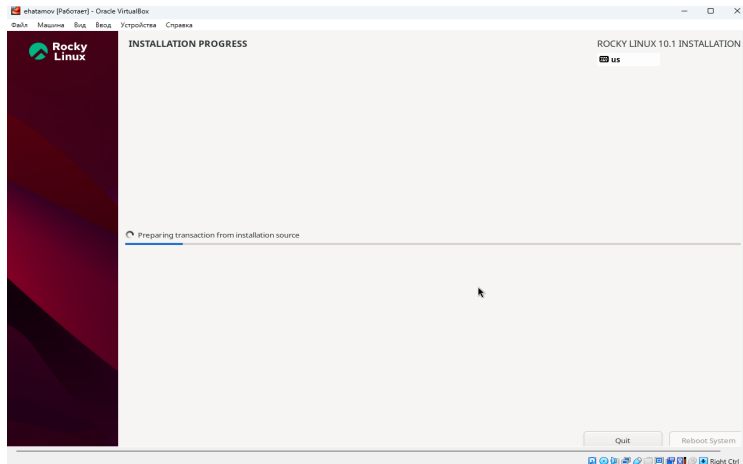 ehatamov [Работает] - Oracle VirtualBox
Файл Машина Вид Ввод Устройства Справка
Rocky
Linux
INSTALLATION PROGRESS
ROCKY LINUX 10.1 INSTALLATION
us
Preparing transaction from installation source
Quit
Reboot System
Right Ctrl